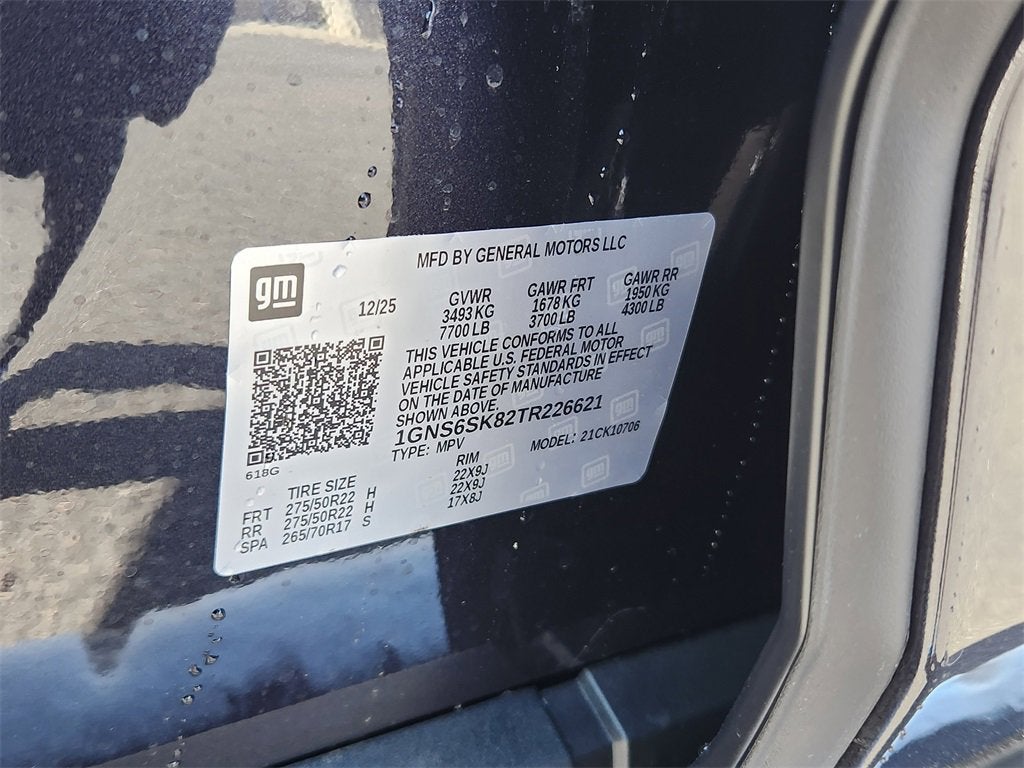 MFD BY GENERAL MOTORS LLC
gm
12/25
GVWR
3493 KG
7700 LB
GAWR FRT
1678 KG
3700 LB
GAWR RR
1950 KG
4300 LB
THIS VEHICLE CONFORMS TO ALL
APPLICABLE U.S. FEDERAL MOTOR
VEHICLE SAFETY STANDARDS IN EFFECT
ON THE DATE OF MANUFACTURE
SHOWN ABOVE.
1GNS6SK82TR226621
TYPE: MPV MODEL: 21CK10706
618G
TIRE SIZE RIM
FRT 275/50R22 H 22X9J
RR 275/50R22 H 22X9J
SPA 265/70R17 S 17X8J